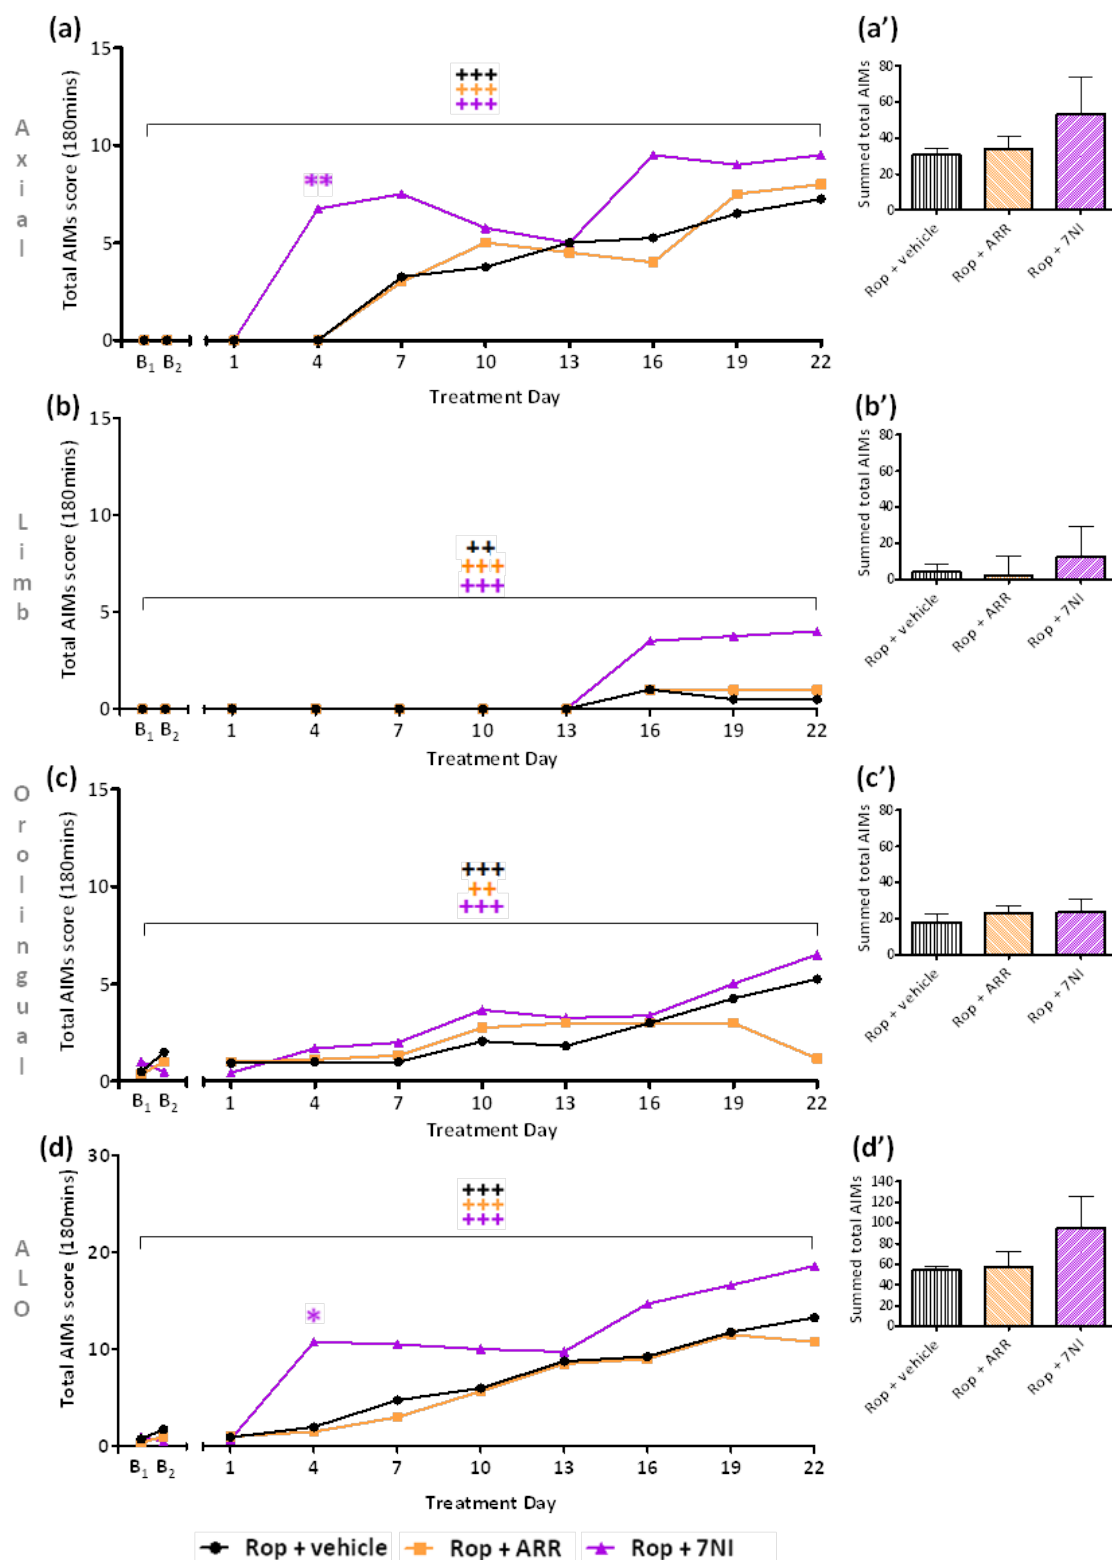 (a)
Axial
Total AIMs score (180mins)
15
10
5
0
+++
+++
+++
**
B1 B2 1 4 7 10 13 16 19 22
Treatment Day
(a')
Summed total AIMs
80
60
40
20
0
Rop + vehicle
Rop + ARR
Rop + 7NI
(b)
Limb
Total AIMs score (180mins)
15
10
5
0
++
+++
+++
B1 B2 1 4 7 10 13 16 19 22
Treatment Day
(b')
Summed total AIMs
80
60
40
20
0
Rop + vehicle
Rop + ARR
Rop + 7NI
(c)
Orolingual
Total AIMs score (180mins)
15
10
5
0
+++
++
+++
B1 B2 1 4 7 10 13 16 19 22
Treatment Day
(c')
Summed total AIMs
80
60
40
20
0
Rop + vehicle
Rop + ARR
Rop + 7NI
(d)
ALO
Total AIMs score (180mins)
30
20
10
0
+++
+++
+++
*
B1 B2 1 4 7 10 13 16 19 22
Treatment Day
(d')
Summed total AIMs
140
120
100
80
60
40
20
0
Rop + vehicle
Rop + ARR
Rop + 7NI
Rop + vehicle Rop + ARR Rop + 7NI